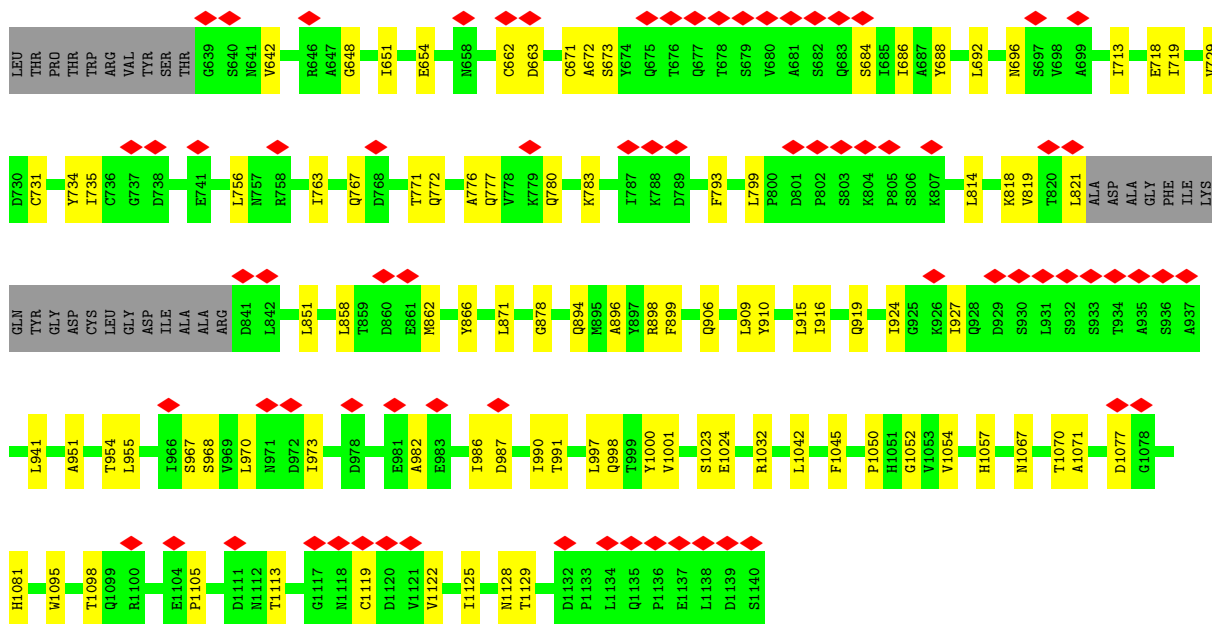 LEU THR PRO THR TRP ARG VAL TYR SER THR G639 S640 N641 V642 R646 A647 G648 I651 E654 N658 C662 D663 C671 A672 S673 Y674 Q675 T676 Q677 T678 S679 V680 A681 S682 Q683 S684 I685 I686 A687 Y688 L692 N696 S697 V698 A699 I713 E718 I719 V729
D730 C731 Y734 I735 C736 G737 D738 E741 L756 N757 R758 I763 Q767 D768 T771 Q772 A776 Q777 V778 K779 Q780 K783 I787 K788 D789 F793 L799 P800 D801 P802 S803 K804 P805 S806 K807 L814 K818 V819 T820 L821 ALA ASP ALA GLY PHE ILE LYS
GLN TYR GLY ASP CYS LEU GLY ASP ILE ALA ALA ARG D841 L842 L851 L858 T859 D860 E861 M862 Y866 L871 G878 Q894 M895 A896 Y897 R898 F899 Q906 L909 Y910 L915 I916 Q919 I924 G925 K926 I927 Q928 D929 S930 L931 S932 S933 T934 A935 S936 A937
L941 A951 T954 L955 I966 S967 S968 V969 L970 N971 D972 I973 D978 E981 A982 E983 I986 D987 I990 T991 L997 Q998 T999 Y1000 V1001 S1023 E1024 R1032 L1042 F1045 P1050 H1051 G1052 V1053 V1054 H1057 N1067 T1070 A1071 D1077 G1078
H1081 W1095 T1098 Q1099 R1100 E1104 P1105 D1111 N1112 T1113 G1117 N1118 C1119 D1120 V1121 V1122 I1125 N1128 T1129 D1132 P1133 L1134 Q1135 P1136 E1137 L1138 D1139 S1140